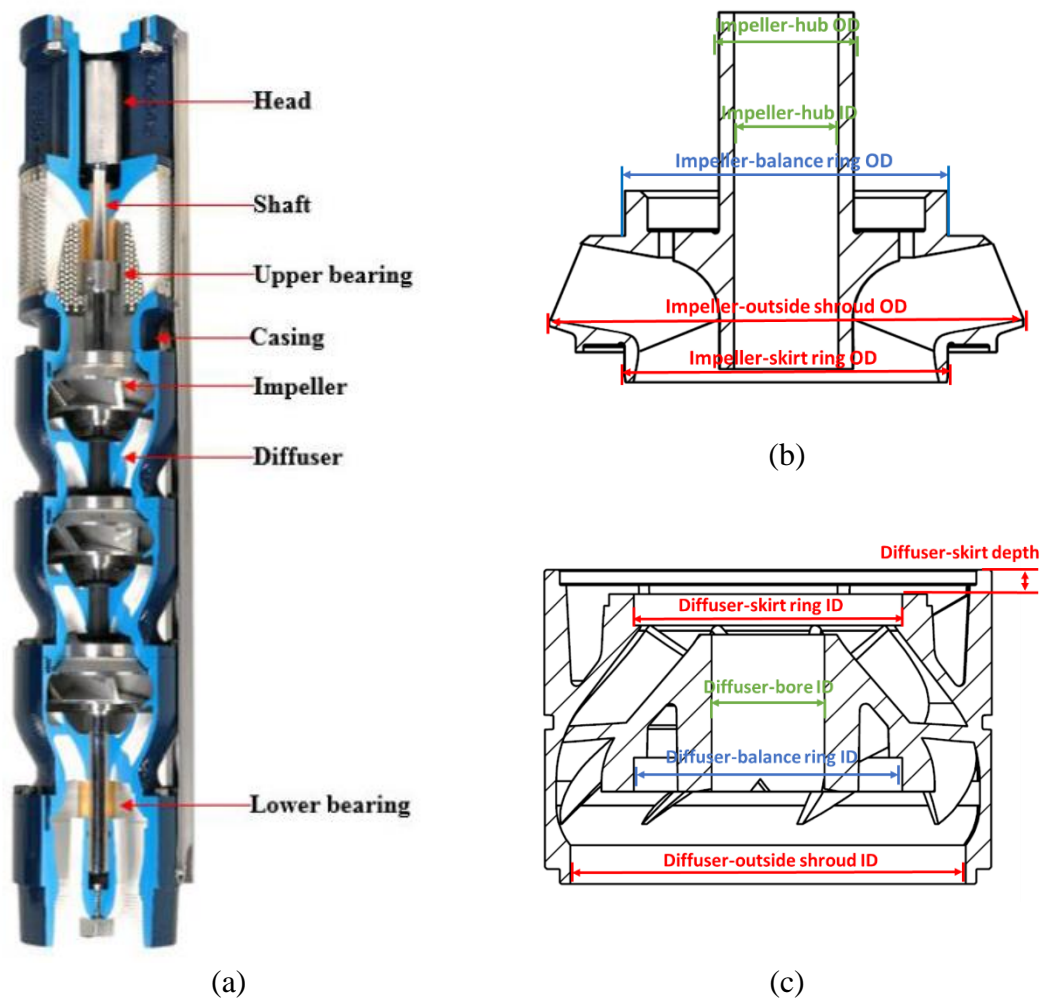 Head
Shaft
Upper bearing
Casing
Impeller
Diffuser
Lower bearing
(a)
Impeller-hub OD
Impeller-hub ID
Impeller-balance ring OD
Impeller-outside shroud OD
Impeller-skirt ring OD
(b)
Diffuser-skirt depth
Diffuser-skirt ring ID
Diffuser-bore ID
Diffuser-balance ring ID
Diffuser-outside shroud ID
(c)